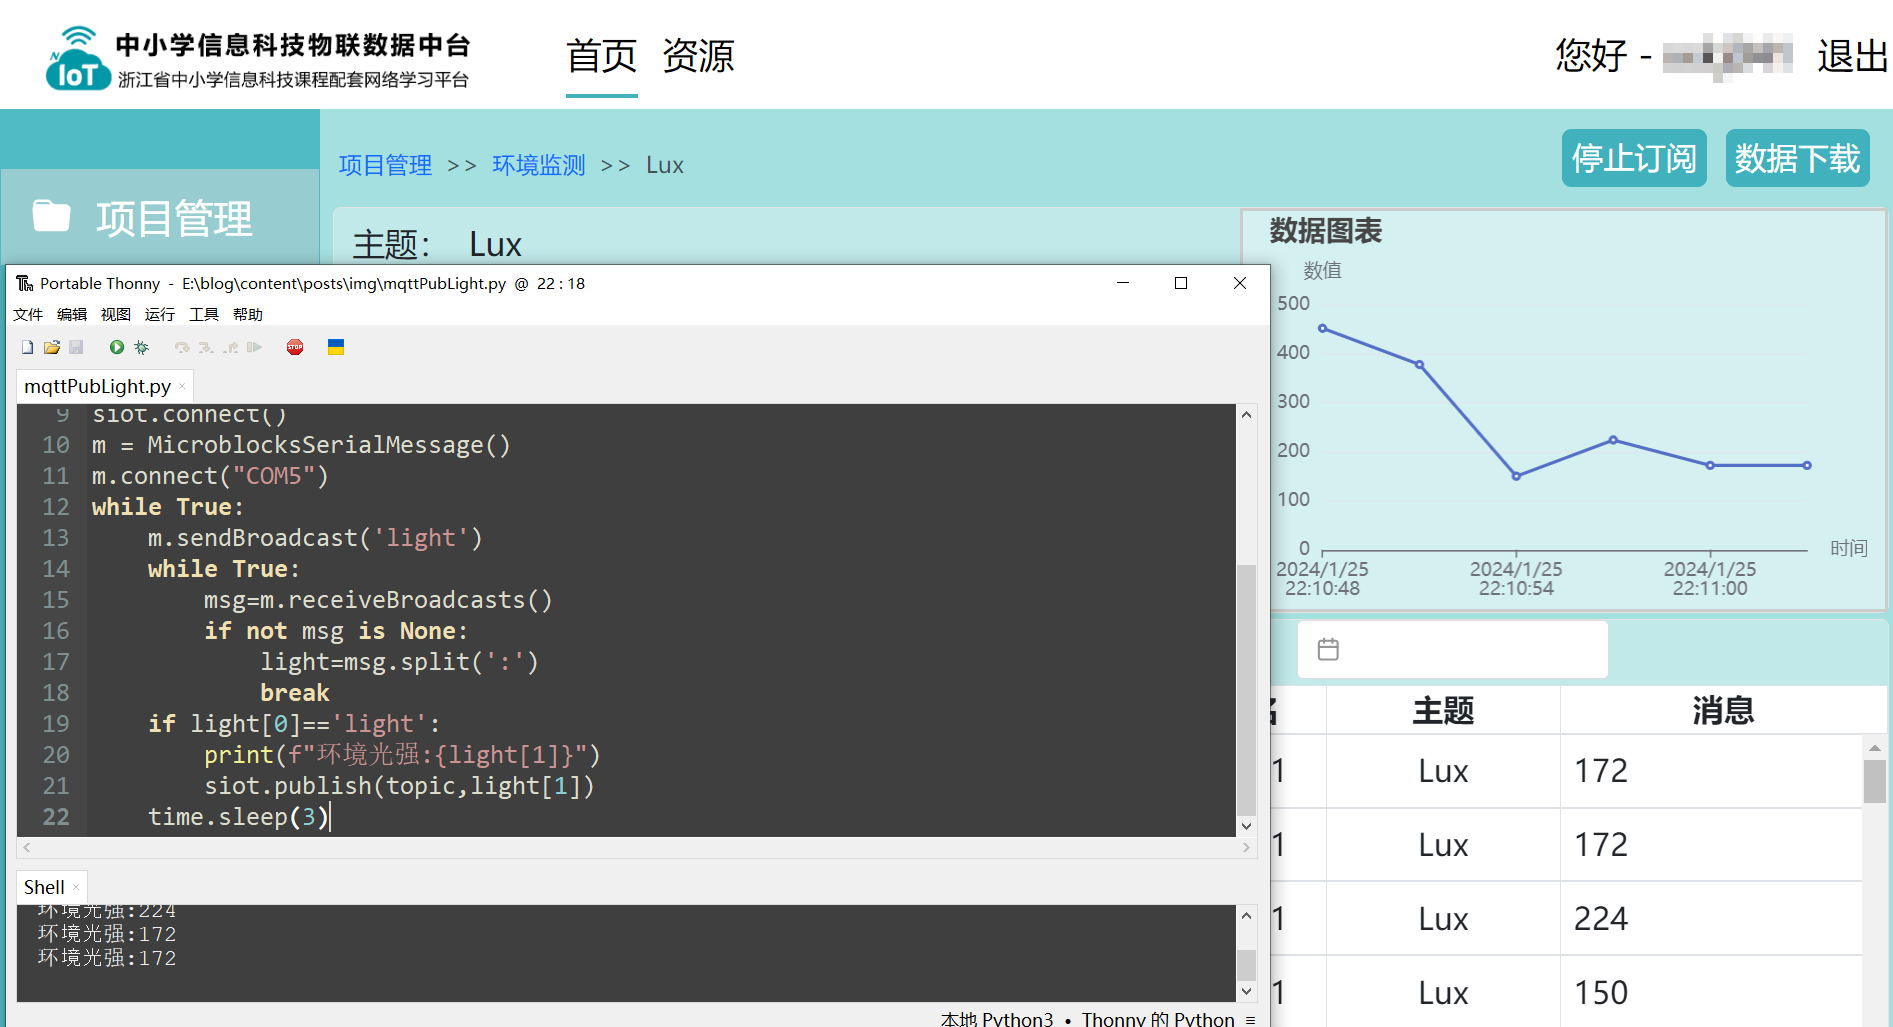 中小学信息科技物联数据中台
浙江省中小学信息科技课程配套网络学习平台
IoT
首页 资源
您好 -
退出
项目管理
项目管理 >> 环境监测 >> Lux
停止订阅
数据下载
主题： Lux
数据图表
数值
500
400
300
200
100
0
时间
2024/1/25
22:10:48
2024/1/25
22:10:54
2024/1/25
22:11:00
Portable Thonny - E:\blog\content\posts\img\mqttPubLight.py @ 22 : 18
文件 编辑 视图 运行 工具 帮助
STOP
mqttPubLight.py ×
9 siot.connect()
10 m = MicroblocksSerialMessage()
11 m.connect("COM5")
12 while True:
13 m.sendBroadcast('light')
14 while True:
15 msg=m.receiveBroadcasts()
16 if not msg is None:
17 light=msg.split(':')
18 break
19 if light[0]=='light':
20 print(f"环境光强:{light[1]}")
21 siot.publish(topic,light[1])
22 time.sleep(3)
Shell ×
环境光强:224
环境光强:172
环境光强:172
本地 Python3 • Thonny 的 Python ≡
主题 消息
1 Lux 172
1 Lux 172
1 Lux 224
1 Lux 150